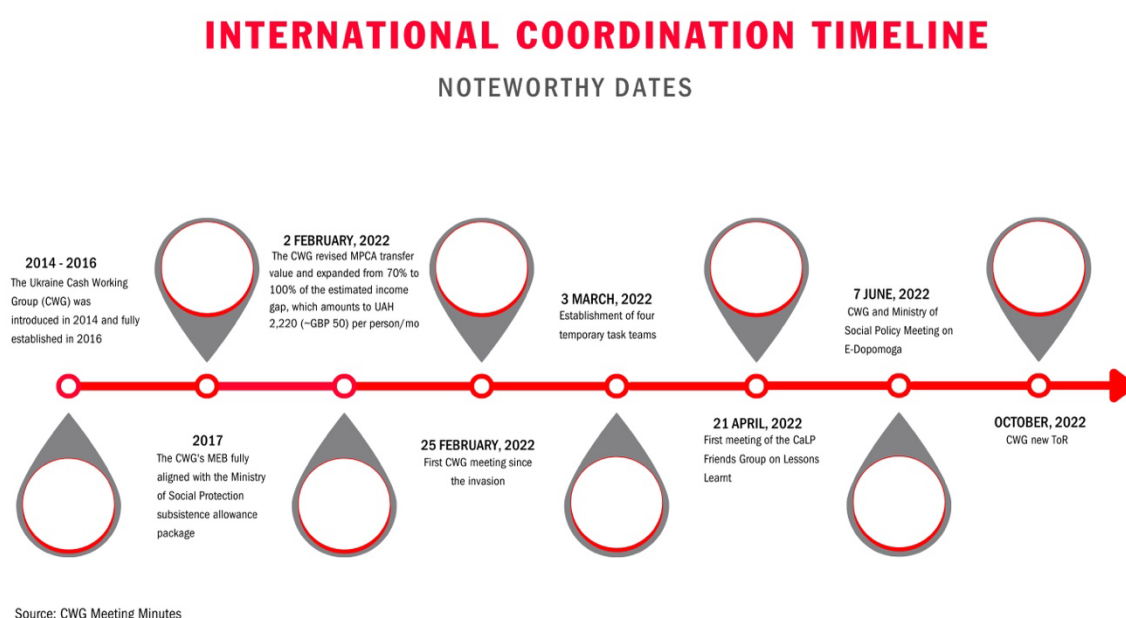 INTERNATIONAL COORDINATION TIMELINE
NOTEWORTHY DATES
2014 - 2016
The Ukraine Cash Working
Group (CWG) was
introduced in 2014 and fully
established in 2016
2017
The CWG's MEB fully
aligned with the Ministry
of Social Protection
subsistence allowance
package
2 FEBRUARY, 2022
The CWG revised MPCA transfer
value and expanded from 70% to
100% of the estimated income
gap, which amounts to UAH
2,220 (~GBP 50) per person/mo
25 FEBRUARY, 2022
First CWG meeting since
the invasion
3 MARCH, 2022
Establishment of four
temporary task teams
21 APRIL, 2022
First meeting of the CaLP
Friends Group on Lessons
Learnt
7 JUNE, 2022
CWG and Ministry of
Social Policy Meeting on
E-Dopomoga
OCTOBER, 2022
CWG new ToR
Source: CWG Meeting Minutes